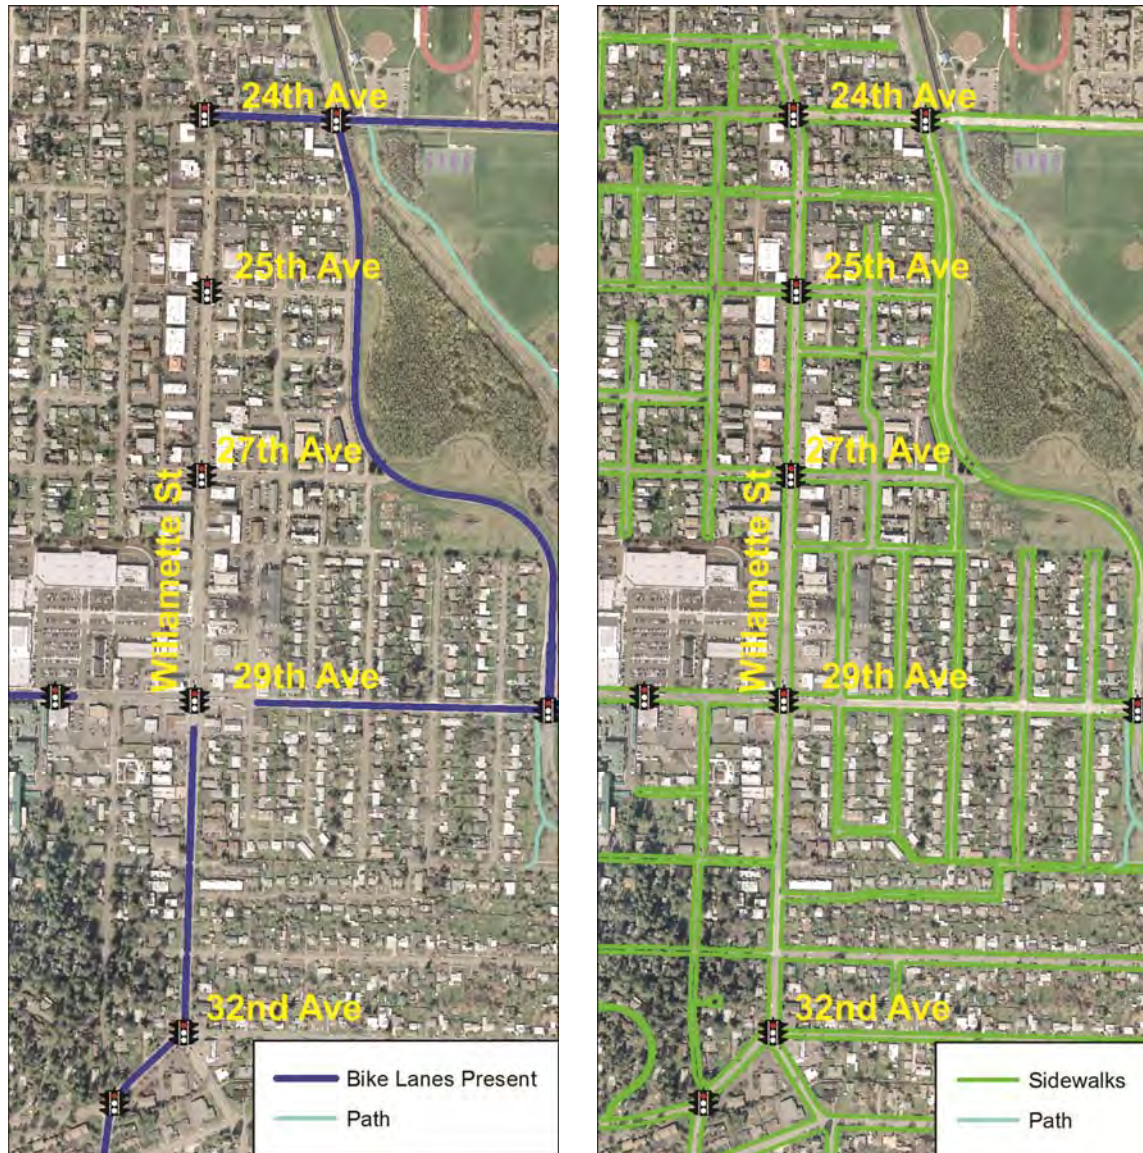 24th Ave
25th Ave
27th Ave
Willamette St
29th Ave
32nd Ave
Bike Lanes Present
Path
24th Ave
25th Ave
27th Ave
Willamette St
29th Ave
32nd Ave
Sidewalks
Path